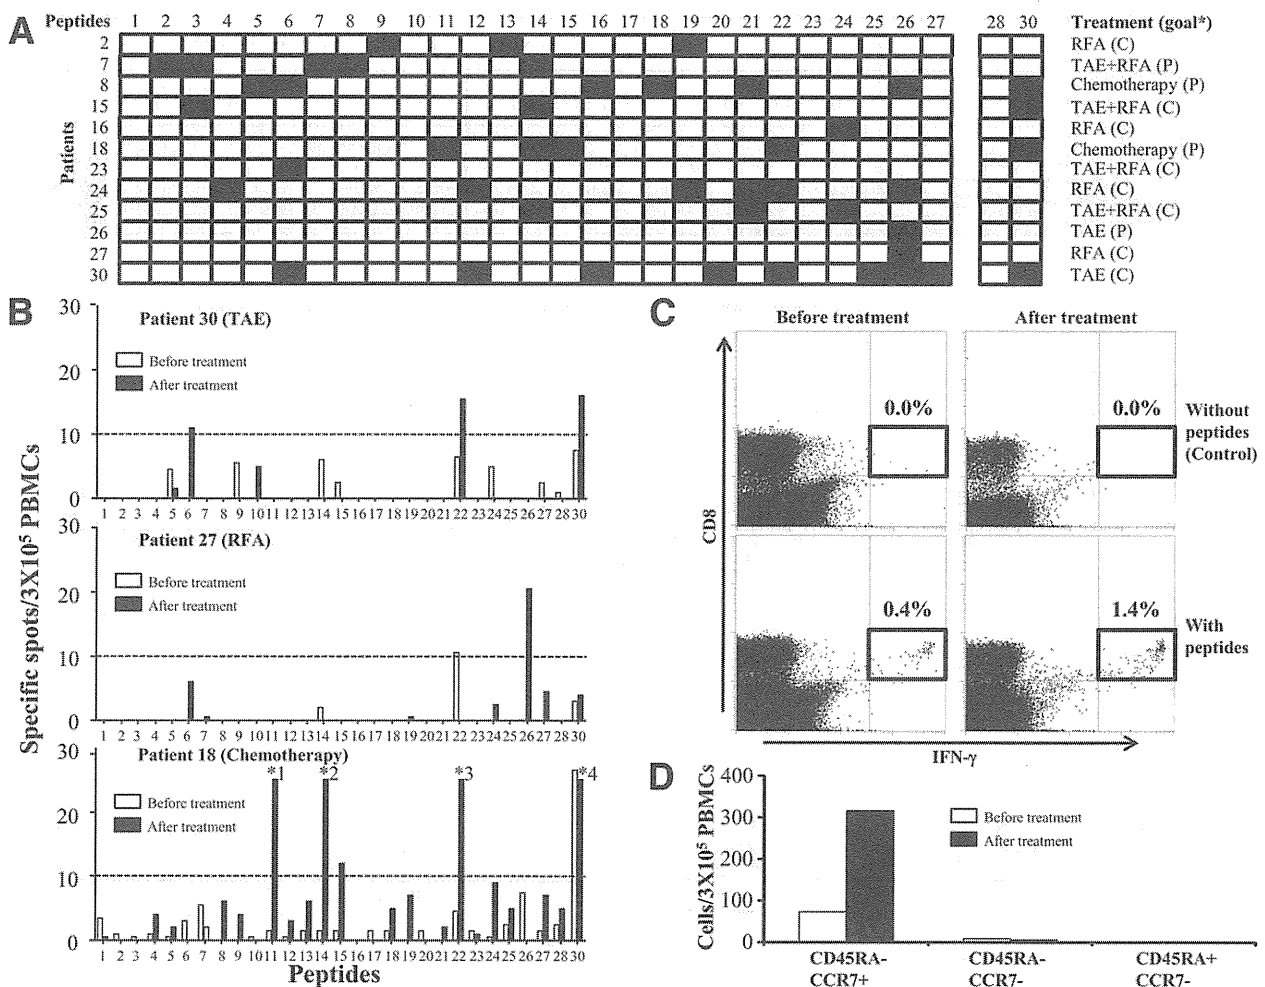 A
Peptides 1 2 3 4 5 6 7 8 9 10 11 12 13 14 15 16 17 18 19 20 21 22 23 24 25 26 27 28 30 Treatment (goal*)
Patients
2 RFA (C)
7 TAE+RFA (P)
8 Chemotherapy (P)
15 TAE+RFA (C)
16 RFA (C)
18 Chemotherapy (P)
23 TAE+RFA (C)
24 RFA (C)
25 TAE+RFA (C)
26 TAE (P)
27 RFA (C)
30 TAE (C)
B
Specific spots/3X10⁵ PBMCs
Patient 30 (TAE)
Before treatment
After treatment
30
20
10
0
1 2 3 4 5 6 7 8 9 10 11 12 13 14 15 16 17 18 19 20 21 22 23 24 25 26 27 28 30
Patient 27 (RFA)
Before treatment
After treatment
30
20
10
0
1 2 3 4 5 6 7 8 9 10 11 12 13 14 15 16 17 18 19 20 21 22 23 24 25 26 27 28 30
Patient 18 (Chemotherapy)
*1 *2 *3 *4
Before treatment
After treatment
30
20
10
0
1 2 3 4 5 6 7 8 9 10 11 12 13 14 15 16 17 18 19 20 21 22 23 24 25 26 27 28 30
Peptides
C
Before treatment After treatment
0.0% 0.0%
Without
peptides
(Control)
CD8
0.4% 1.4%
With
peptides
IFN-γ
D
Cells/3X10⁵ PBMCs
400
300
200
100
0
Before treatment
After treatment
CD45RA- CD45RA- CD45RA+
CCR7+ CCR7- CCR7-